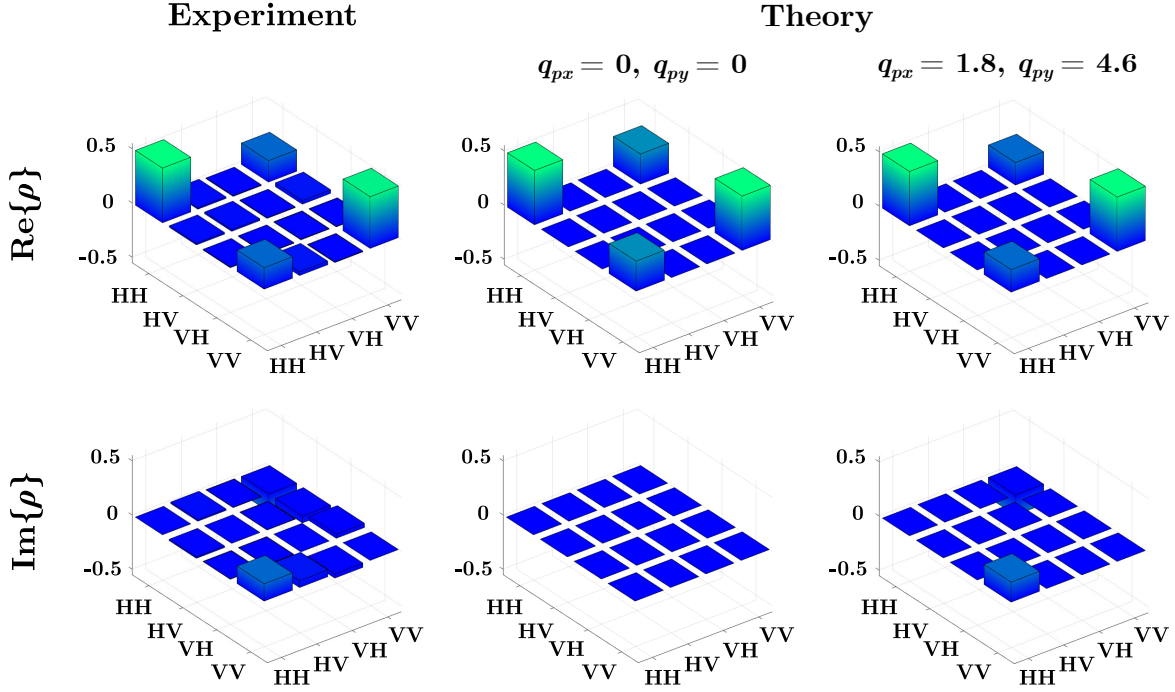 Experiment Theory
q_px = 0, q_py = 0 q_px = 1.8, q_py = 4.6
Re{ρ}
0.5 0.5 0.5
0 0 0
-0.5 -0.5 -0.5
HH HH HH
HV HV HV
VH VH VH
VV VV VV
HH HV VH VV HH HV VH VV HH HV VH VV
Im{ρ}
0.5 0.5 0.5
0 0 0
-0.5 -0.5 -0.5
HH HH HH
HV HV HV
VH VH VH
VV VV VV
HH HV VH VV HH HV VH VV HH HV VH VV